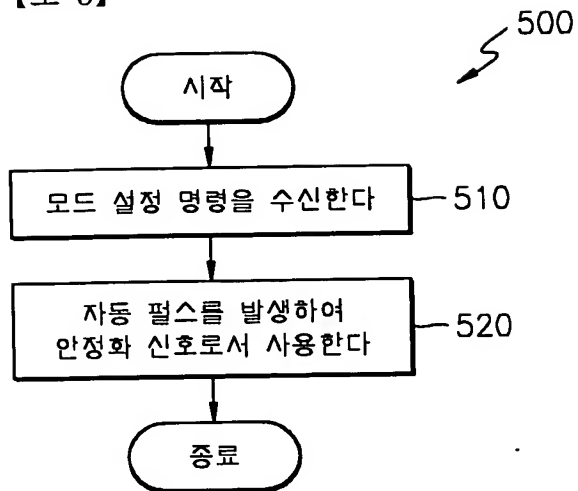 500
시작
모드 설정 명령을 수신한다
510
자동 펄스를 발생하여
안정화 신호로서 사용한다
520
종료